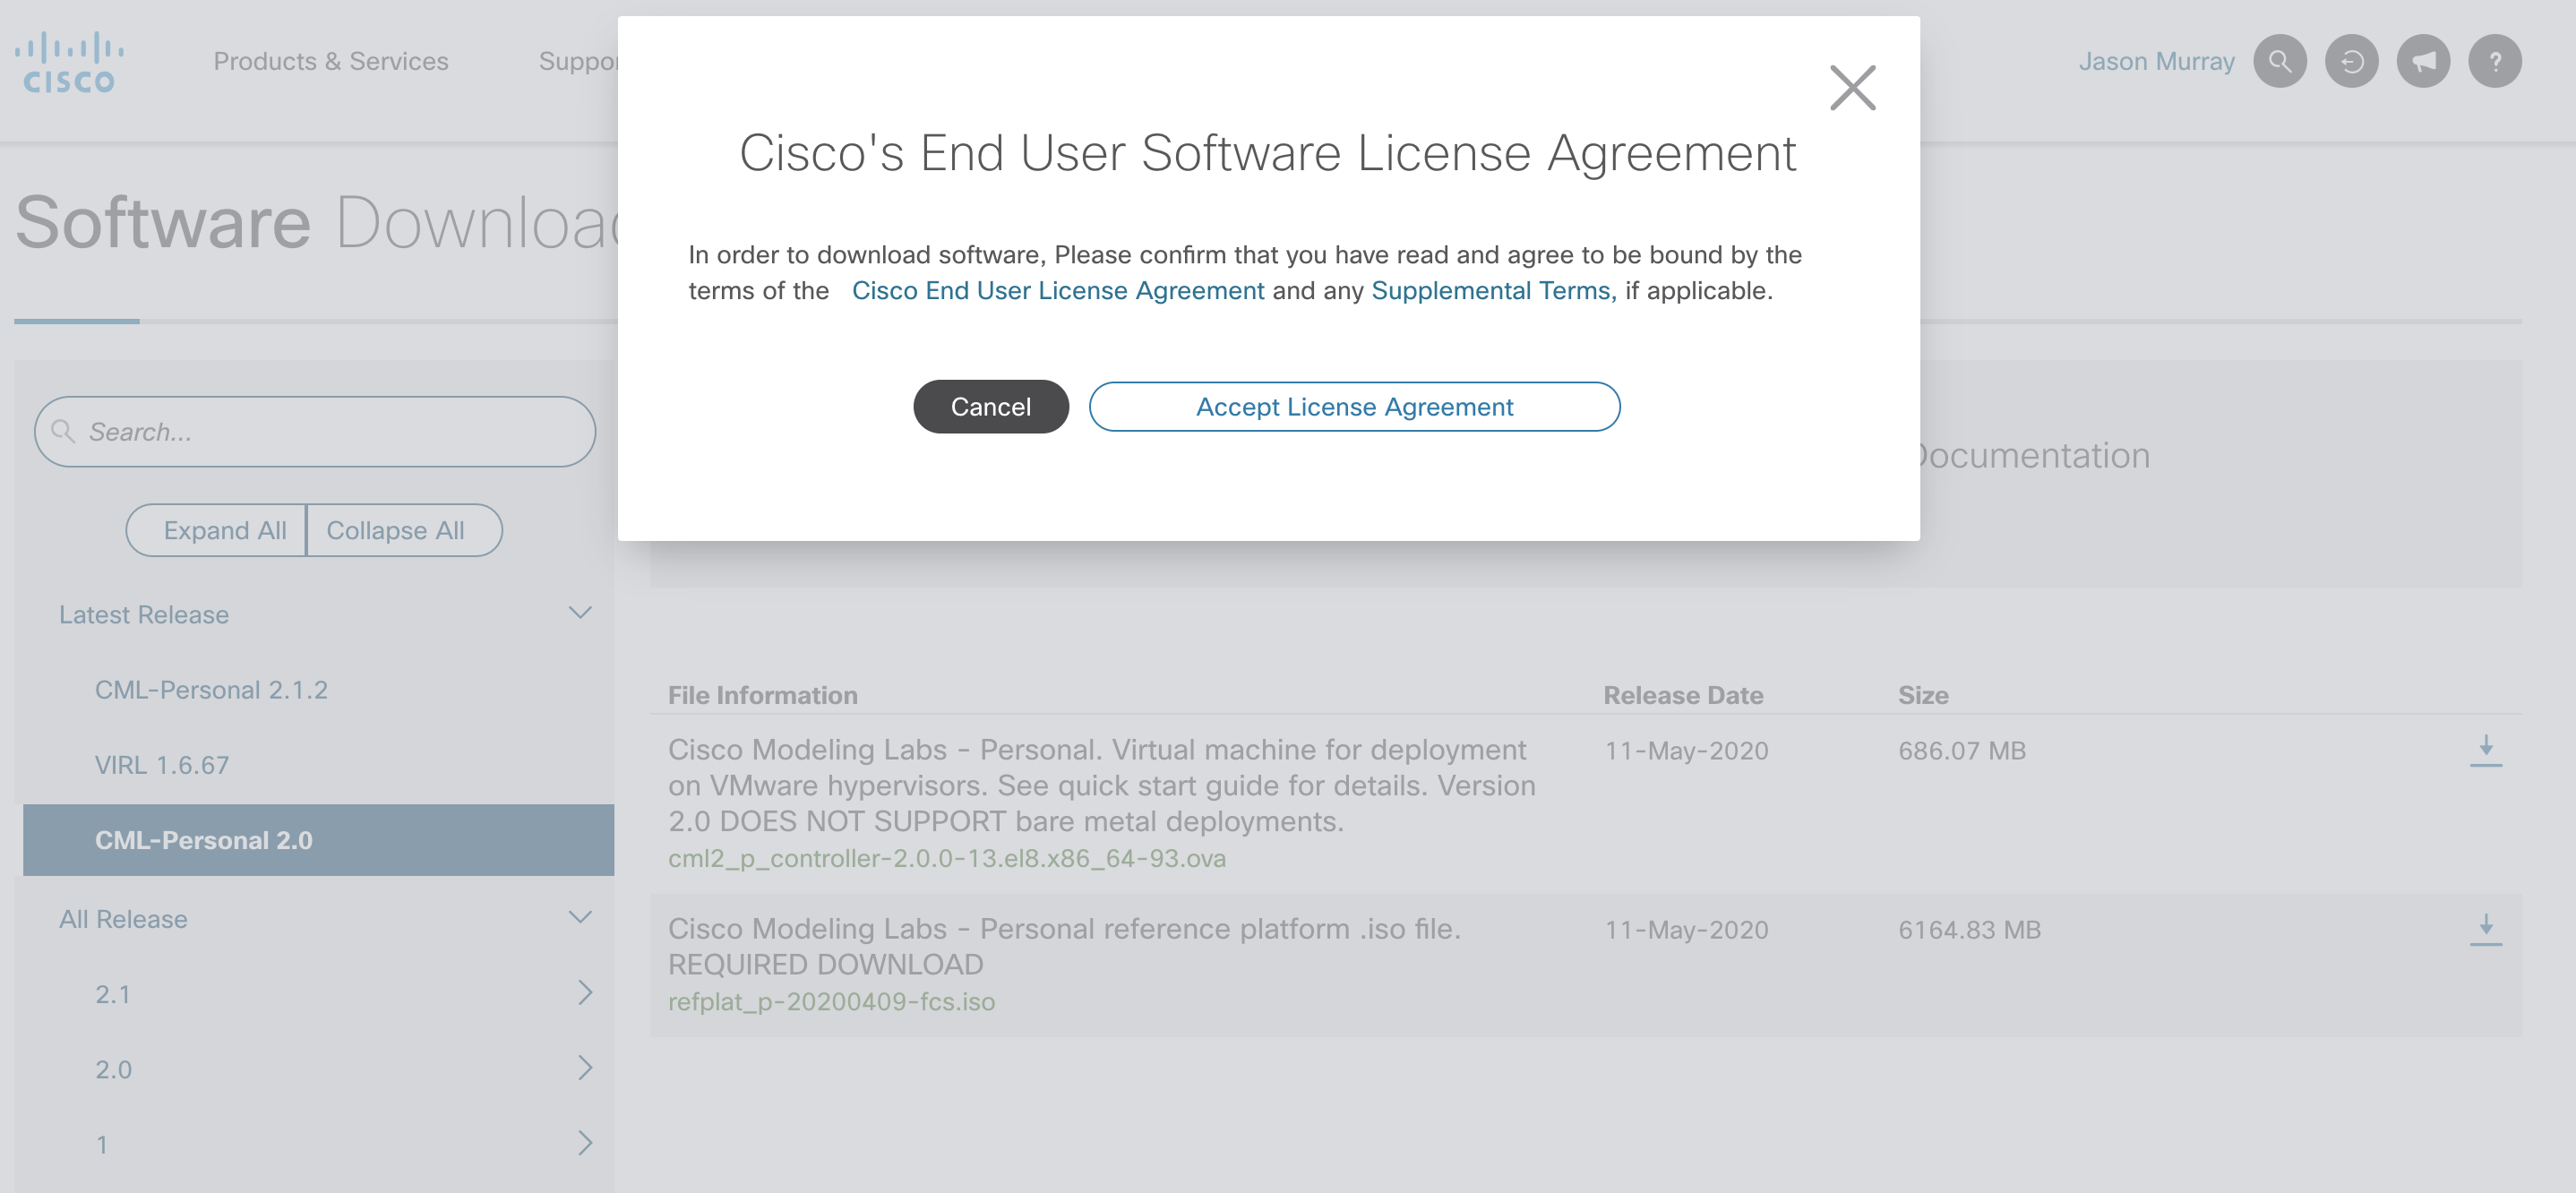 CISCO
Products & Services
Suppor
Jason Murray
?
Cisco's End User Software License Agreement
In order to download software, Please confirm that you have read and agree to be bound by the
terms of the Cisco End User License Agreement and any Supplemental Terms, if applicable.
Cancel
Accept License Agreement
Software Download
Search...
Expand All
Collapse All
Latest Release
CML-Personal 2.1.2
VIRL 1.6.67
CML-Personal 2.0
All Release
2.1
2.0
1
Documentation
File Information
Release Date
Size
Cisco Modeling Labs - Personal. Virtual machine for deployment
on VMware hypervisors. See quick start guide for details. Version
2.0 DOES NOT SUPPORT bare metal deployments.
cml2_p_controller-2.0.0-13.el8.x86_64-93.ova
11-May-2020
686.07 MB
Cisco Modeling Labs - Personal reference platform .iso file.
REQUIRED DOWNLOAD
refplat_p-20200409-fcs.iso
11-May-2020
6164.83 MB